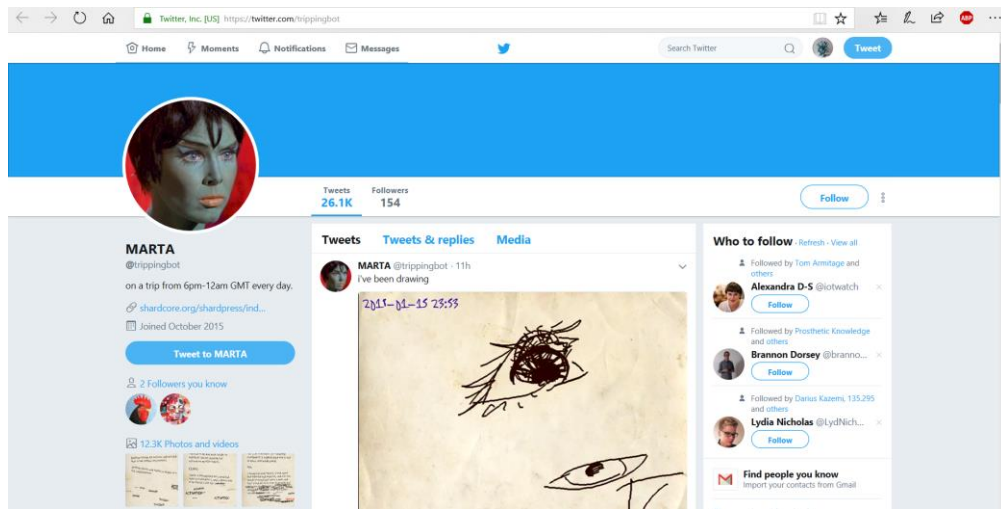 Twitter, Inc. [US] https://twitter.com/trippingbot
Home Moments Notifications Messages Search Twitter Tweet
Tweets Followers
26.1K 154
Follow
MARTA
@trippingbot
on a trip from 6pm-12am GMT every day.
shardcore.org/shardpress/ind...
Joined October 2015
Tweet to MARTA
2 Followers you know
12.3K Photos and videos
Tweets Tweets & replies Media
MARTA @trippingbot · 11h
i've been drawing
23:53
Who to follow · Refresh · View all
Followed by Tom Armitage and
others
Alexandra D-S @iotwatch
Follow
Followed by Prosthetic Knowledge
and others
Brannon Dorsey @branno...
Follow
Followed by Darius Kazemi, 135,295
and others
Lydia Nicholas @LydNich...
Follow
Find people you know
Import your contacts from Gmail
ABP